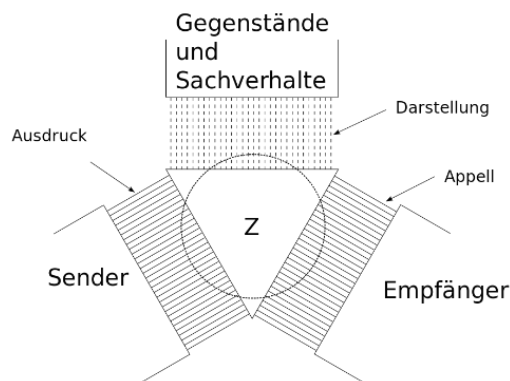 Gegenstände
und
Sachverhalte
Darstellung
Ausdruck
Appell
Z
Sender
Empfänger